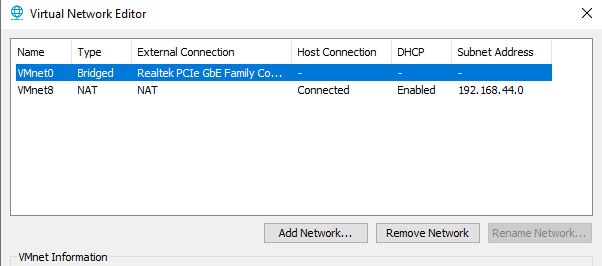 Virtual Network Editor
Name Type External Connection Host Connection DHCP Subnet Address
VMnet0 Bridged Realtek PCIe GbE Family Co... - - -
VMnet8 NAT NAT Connected Enabled 192.168.44.0
Add Network... Remove Network Rename Network...
VMnet Information